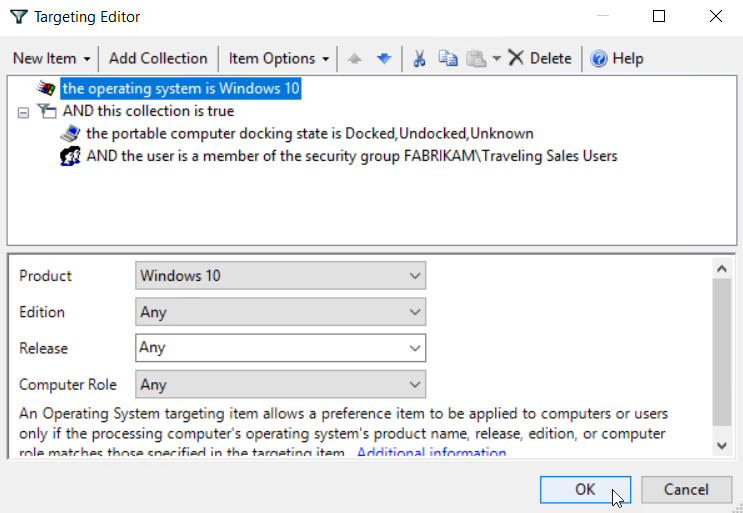 Targeting Editor
New Item Add Collection Item Options Delete Help
the operating system is Windows 10
AND this collection is true
the portable computer docking state is Docked,Undocked,Unknown
AND the user is a member of the security group FABRIKAM\Traveling Sales Users
Product Windows 10
Edition Any
Release Any
Computer Role Any
An Operating System targeting item allows a preference item to be applied to computers or users
only if the processing computer's operating system's product name, release, edition, or computer
role matches those specified in the targeting item. Additional information
OK Cancel